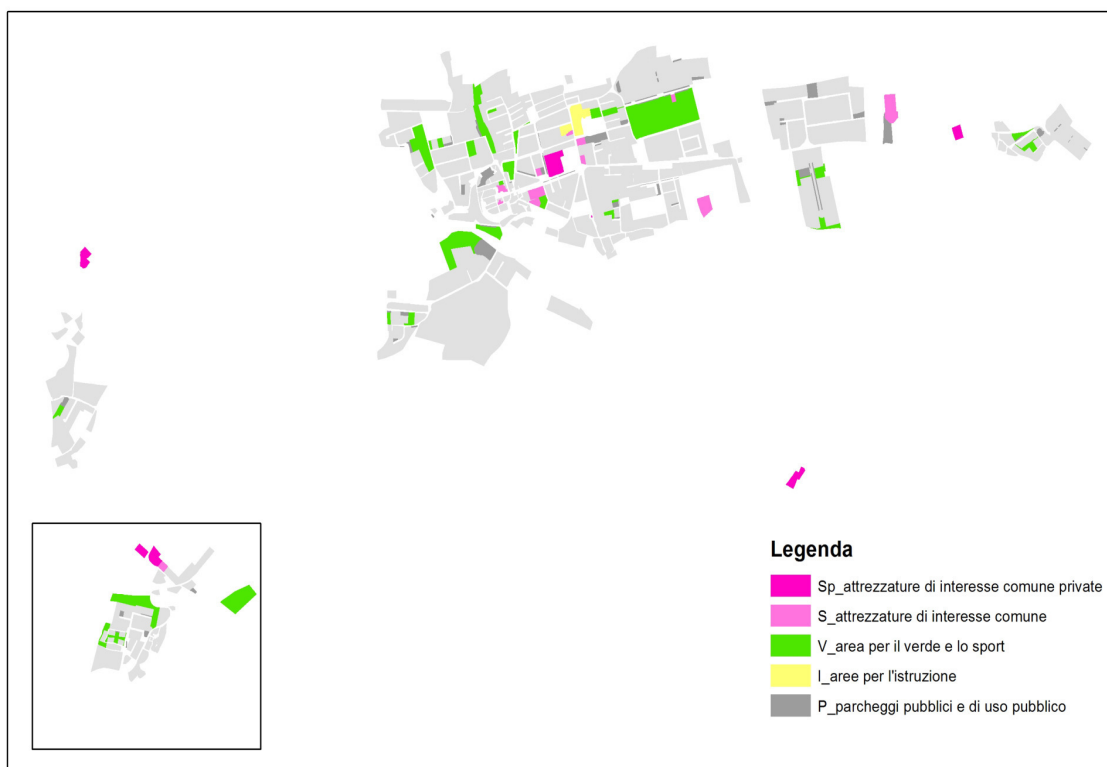 Legenda
Sp_attrezzature di interesse comune private
S_attrezzature di interesse comune
V_area per il verde e lo sport
I_aree per l'istruzione
P_parcheggi pubblici e di uso pubblico